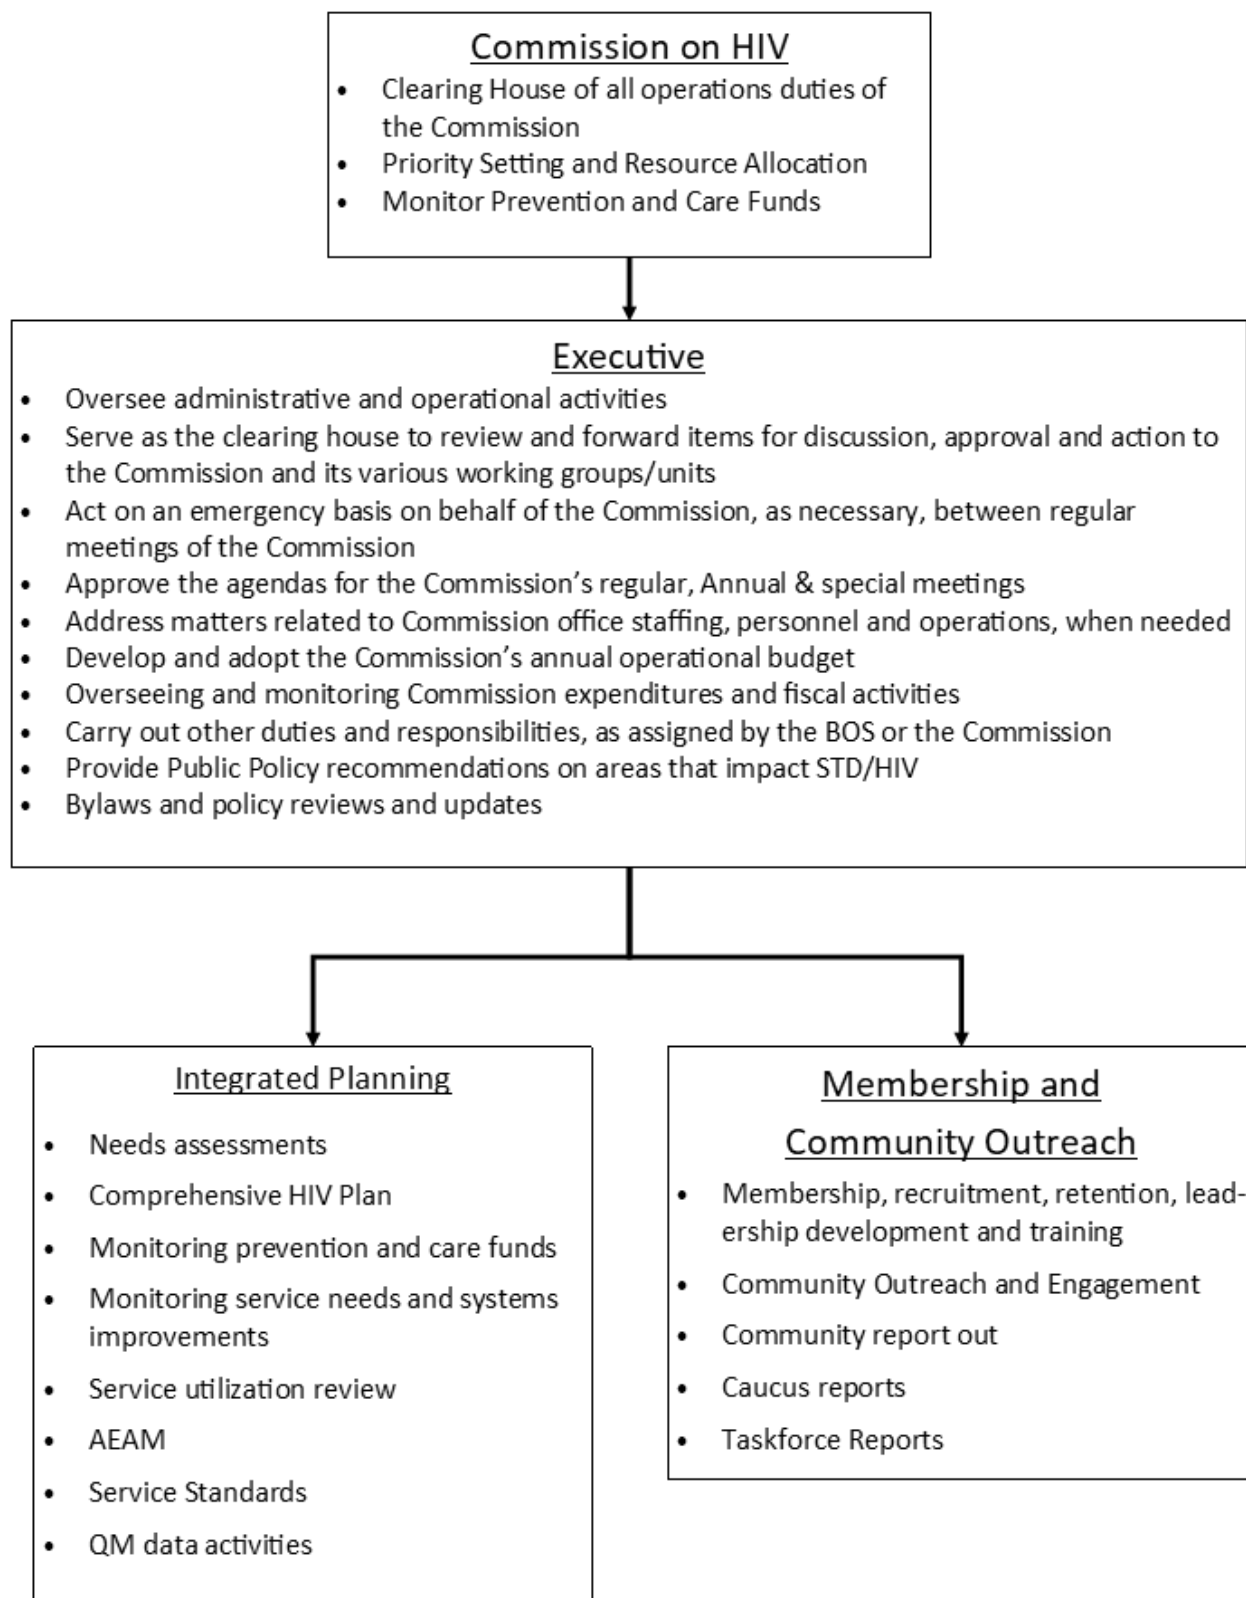 Commission on HIV
• Clearing House of all operations duties of
the Commission
• Priority Setting and Resource Allocation
• Monitor Prevention and Care Funds
Executive
• Oversee administrative and operational activities
• Serve as the clearing house to review and forward items for discussion, approval and action to
the Commission and its various working groups/units
• Act on an emergency basis on behalf of the Commission, as necessary, between regular
meetings of the Commission
• Approve the agendas for the Commission’s regular, Annual & special meetings
• Address matters related to Commission office staffing, personnel and operations, when needed
• Develop and adopt the Commission’s annual operational budget
• Overseeing and monitoring Commission expenditures and fiscal activities
• Carry out other duties and responsibilities, as assigned by the BOS or the Commission
• Provide Public Policy recommendations on areas that impact STD/HIV
• Bylaws and policy reviews and updates
Integrated Planning
• Needs assessments
• Comprehensive HIV Plan
• Monitoring prevention and care funds
• Monitoring service needs and systems
improvements
• Service utilization review
• AEAM
• Service Standards
• QM data activities
Membership and
Community Outreach
• Membership, recruitment, retention, lead-
ership development and training
• Community Outreach and Engagement
• Community report out
• Caucus reports
• Taskforce Reports